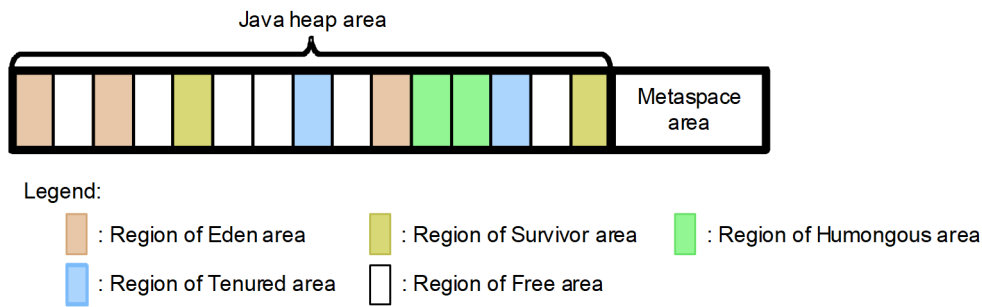 Java heap area
Metaspace
area
Legend:
: Region of Eden area
: Region of Survivor area
: Region of Humongous area
: Region of Tenured area
: Region of Free area